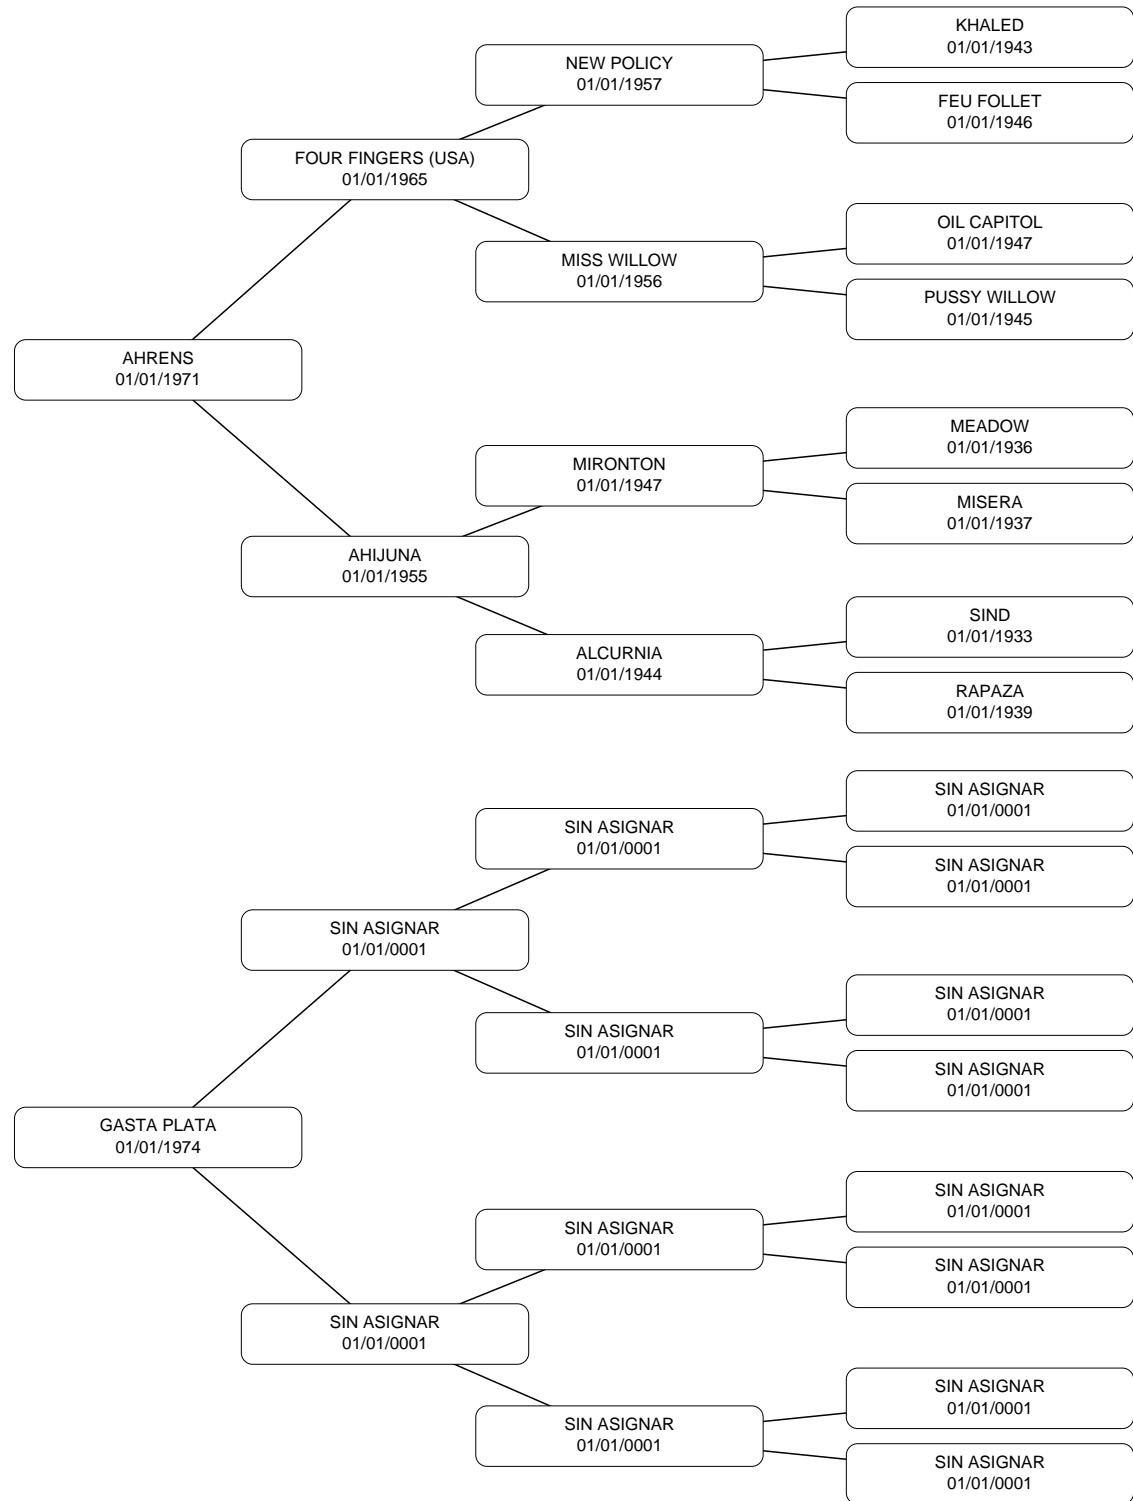 KHALED
01/01/1943
NEW POLICY
01/01/1957
FEU FOLLET
01/01/1946
FOUR FINGERS (USA)
01/01/1965
OIL CAPITOL
01/01/1947
MISS WILLOW
01/01/1956
PUSSY WILLOW
01/01/1945
AHRENS
01/01/1971
MEADOW
01/01/1936
MIRONTON
01/01/1947
MISERA
01/01/1937
AHIJUNA
01/01/1955
SIND
01/01/1933
ALCURNIA
01/01/1944
RAPAZA
01/01/1939
SIN ASIGNAR
01/01/0001
SIN ASIGNAR
01/01/0001
SIN ASIGNAR
01/01/0001
SIN ASIGNAR
01/01/0001
SIN ASIGNAR
01/01/0001
SIN ASIGNAR
01/01/0001
SIN ASIGNAR
01/01/0001
GASTA PLATA
01/01/1974
SIN ASIGNAR
01/01/0001
SIN ASIGNAR
01/01/0001
SIN ASIGNAR
01/01/0001
SIN ASIGNAR
01/01/0001
SIN ASIGNAR
01/01/0001
SIN ASIGNAR
01/01/0001
SIN ASIGNAR
01/01/0001